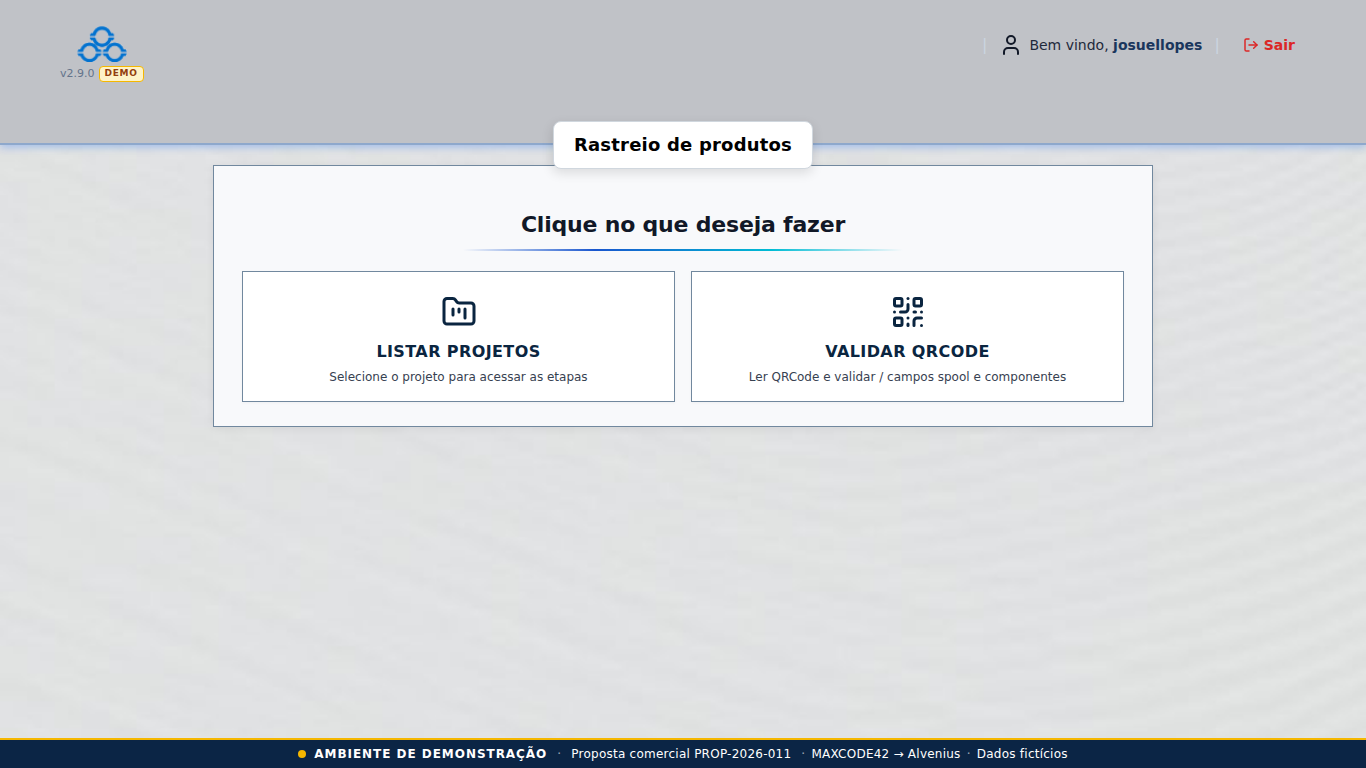 v2.9.0 DEMO
| Bem vindo, josuellopes | Sair
Rastreio de produtos
Clique no que deseja fazer
LISTAR PROJETOS
Selecione o projeto para acessar as etapas
VALIDAR QRCODE
Ler QRCode e validar / campos spool e componentes
AMBIENTE DE DEMONSTRAÇÃO · Proposta comercial PROP-2026-011 · MAXCODE42 → Alvenius · Dados fictícios